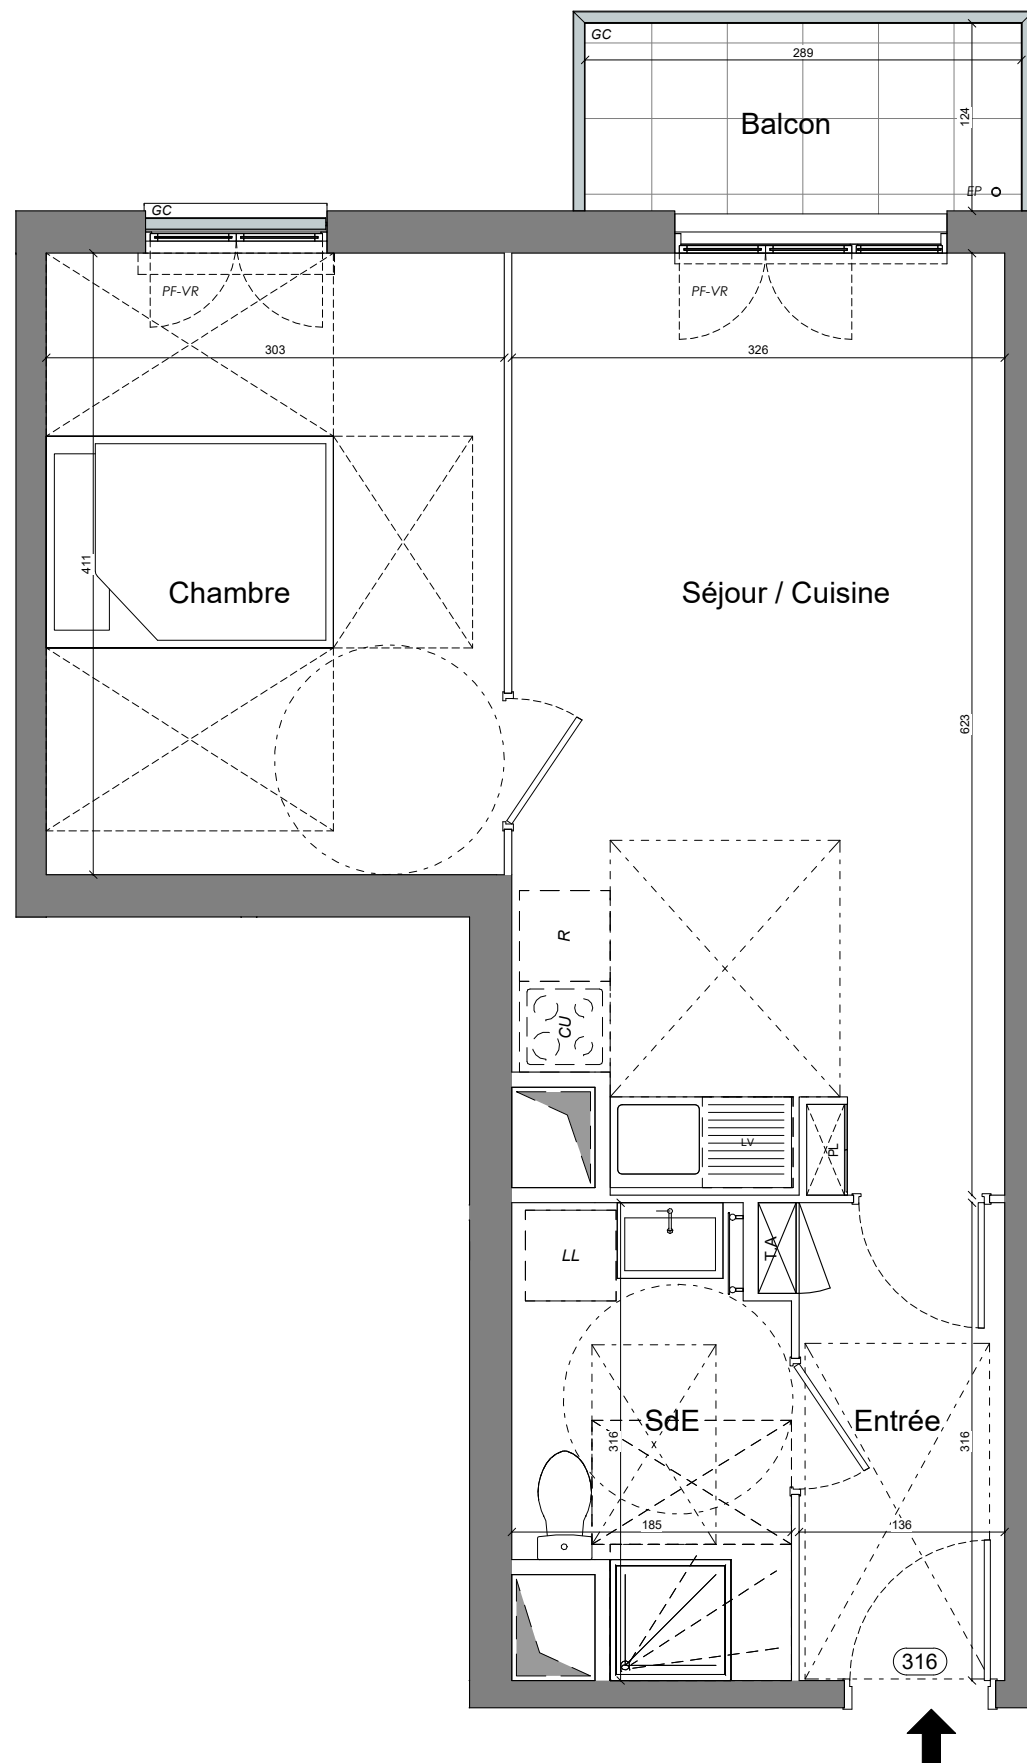 GC
289
Balcon
124
EP
GC
PF-VR
PF-VR
303
326
411
Chambre
Séjour / Cuisine
623
R
CU
LV
PL
LL
T.A
SdE
Entrée
316
316
185
136
316